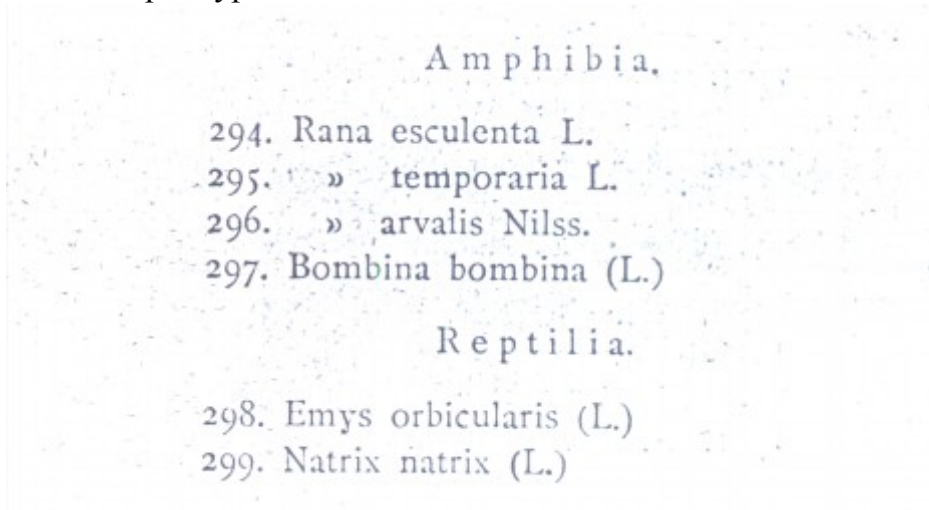 Amphibia.
294. Rana esculenta L.
295. » temporaria L.
296. » arvalis Nilss.
297. Bombina bombina (L.)
Reptilia.
298. Emys orbicularis (L.)
299. Natrix natrix (L.)